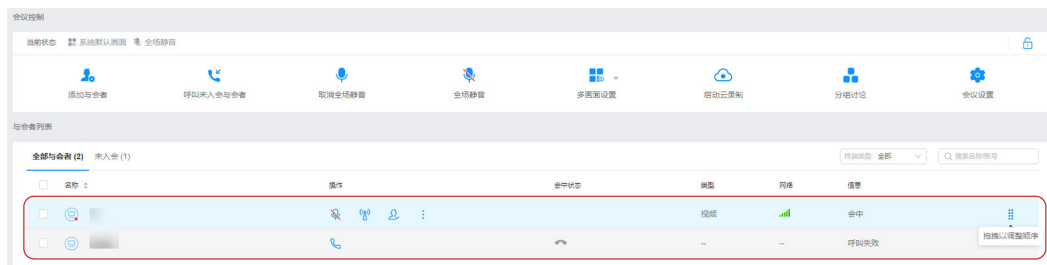 会议控制
当前状态 系统默认画面 全场静音
添加与会者 呼叫未入会与会者 取消全场静音 全场静音 多画面设置 启动云录制 分组讨论 会议设置
与会者列表
全部与会者 (2) 未入会 (1) 终端类型: 全部 搜索名称/账号
名称 操作 会中状态 类型 网络 信息
视频 会中
-- -- 呼叫失败
拖拽以调整顺序